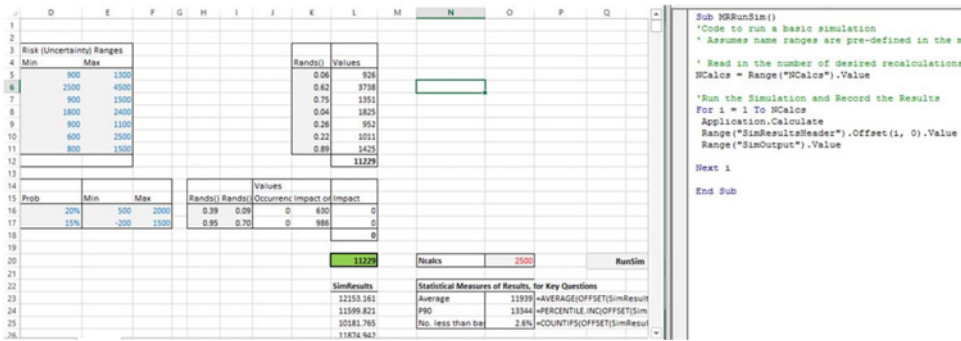 D E F G H I J K L M N O P Q
1
2
3 Risk (Uncertainty) Ranges
4 Min Max Rands() Values
5 900 1300 0.06 926
6 2500 4500 0.62 3738
7 900 1500 0.75 1351
8 1800 2400 0.04 1825
9 900 1100 0.26 952
10 600 2500 0.22 1011
11 800 1500 0.89 1425
12 11229
13
14 Values
15 Prob Min Max Rands() Rands() Occurrenc Impact or Impact
16 20% 500 2000 0.39 0.09 0 630 0
17 15% -200 1500 0.95 0.70 0 986 0
18 0
19
20 11229 Ncalcs 2500 RunSim
21
22 SimResults Statistical Measures of Results, for Key Questions
23 12153.161 Average 11939 =AVERAGE(OFFSET(SimResult
24 11599.821 P90 13344 =PERCENTILE.INC(OFFSET(Sim
25 10181.765 No. less than ba 2.6% =COUNTIFS(OFFSET(SimResul
26 11874.942
Sub MRRunSim()
'Code to run a basic simulation
' Assumes name ranges are pre-defined in the m
' Read in the number of desired recalculations
NCalcs = Range("NCalcs").Value
'Run the Simulation and Record the Results
For i = 1 To NCalcs
Application.Calculate
Range("SimResultsHeader").Offset(i, 0).Value
Range("SimOutput").Value
Next i
End Sub